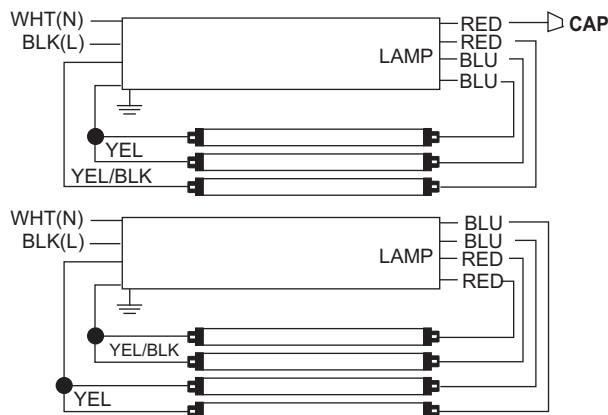 WHT(N)
RED
CAP
RED
BLK(L)
LAMP
BLU
BLU
YEL
YEL/BLK
WHT(N)
BLU
BLK(L)
BLU
LAMP
RED
RED
YEL/BLK
YEL